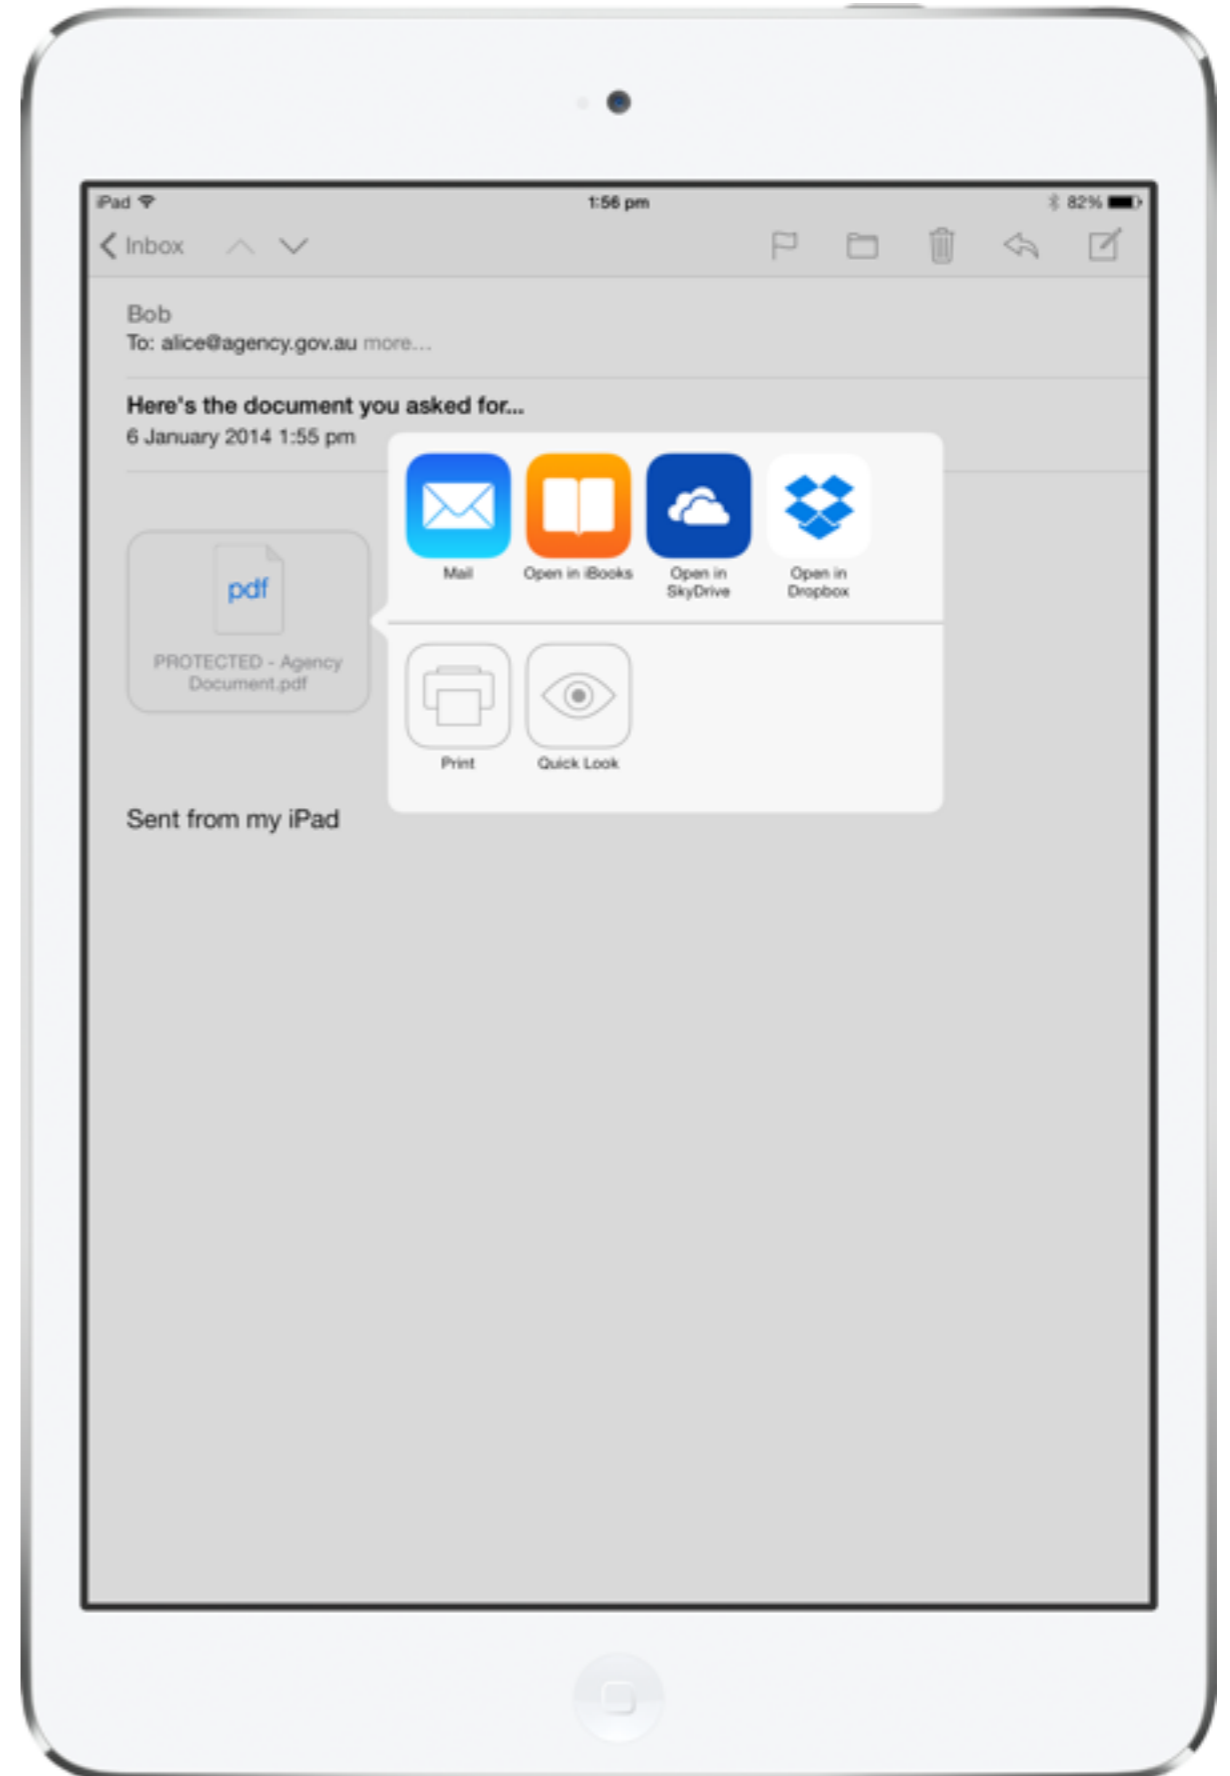 iPad 1:56 pm 82%
Inbox
Bob
To: alice@agency.gov.au more...
Here's the document you asked for...
6 January 2014 1:55 pm
pdf
PROTECTED - Agency
Document.pdf
Mail
Open in iBooks
Open in
SkyDrive
Open in
Dropbox
Print
Quick Look
Sent from my iPad